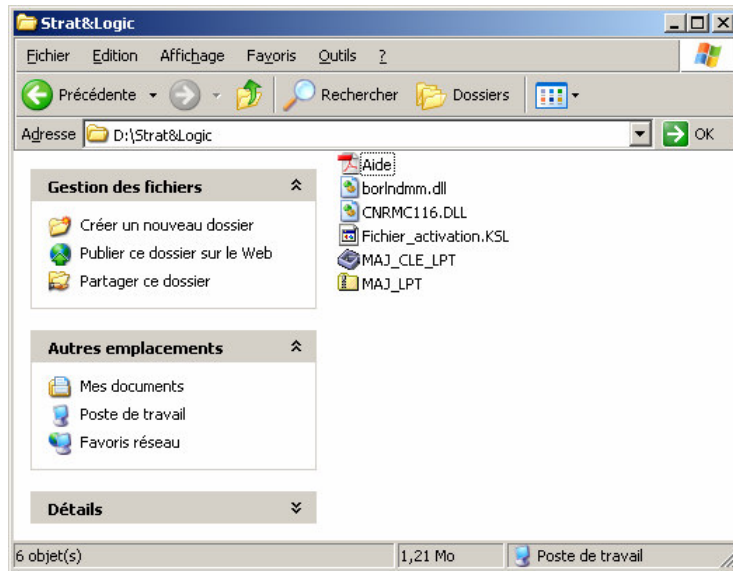 Strat&Logic
Fichier Edition Affichage Favoris Outils ?
Précédente Rechercher Dossiers
Adresse D:\Strat&Logic OK
Gestion des fichiers
Créer un nouveau dossier
Publier ce dossier sur le Web
Partager ce dossier
Autres emplacements
Mes documents
Poste de travail
Favoris réseau
Détails
Aide
borlndmm.dll
CNRMC116.DLL
Fichier_activation.KSL
MAJ_CLE_LPT
MAJ_LPT
6 objet(s) 1,21 Mo Poste de travail